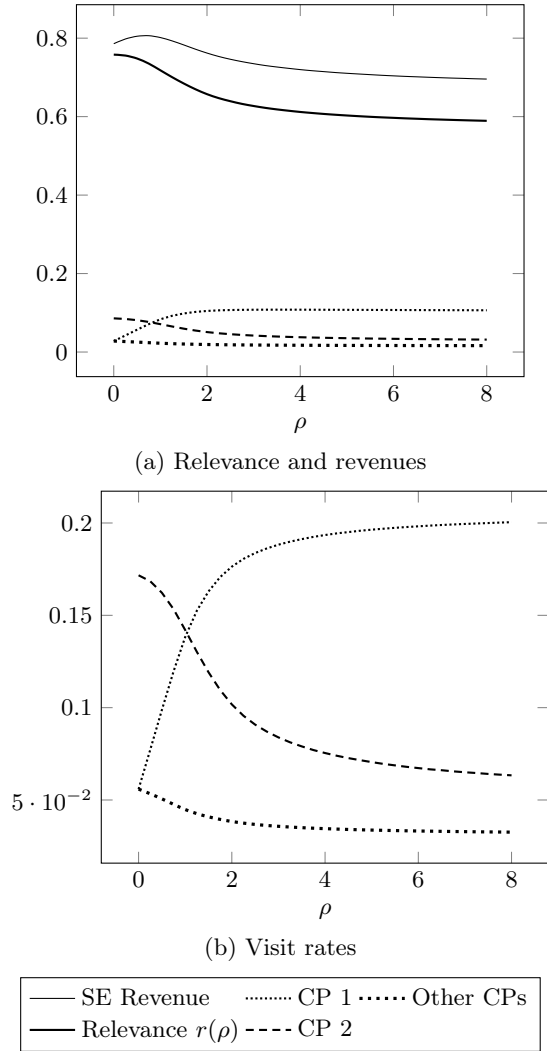 0.8
0.6
0.4
0.2
0
0 2 4 6 8
ρ
(a) Relevance and revenues
0.2
0.15
0.1
5 · 10⁻²
0 2 4 6 8
ρ
(b) Visit rates
SE Revenue CP 1 Other CPs
Relevance r(ρ) CP 2